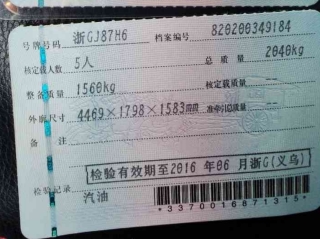 号牌号码 浙GJ87H6 档案编号 820200349184
核定载人数 5人 总质量 2040kg
整备质量 1560kg 核定载质量
外廓尺寸 4469×1798×1583mm 准牵引总质量
检验有效期至2016年06月浙G(义乌)
检验记录 汽油
*3370016871315*